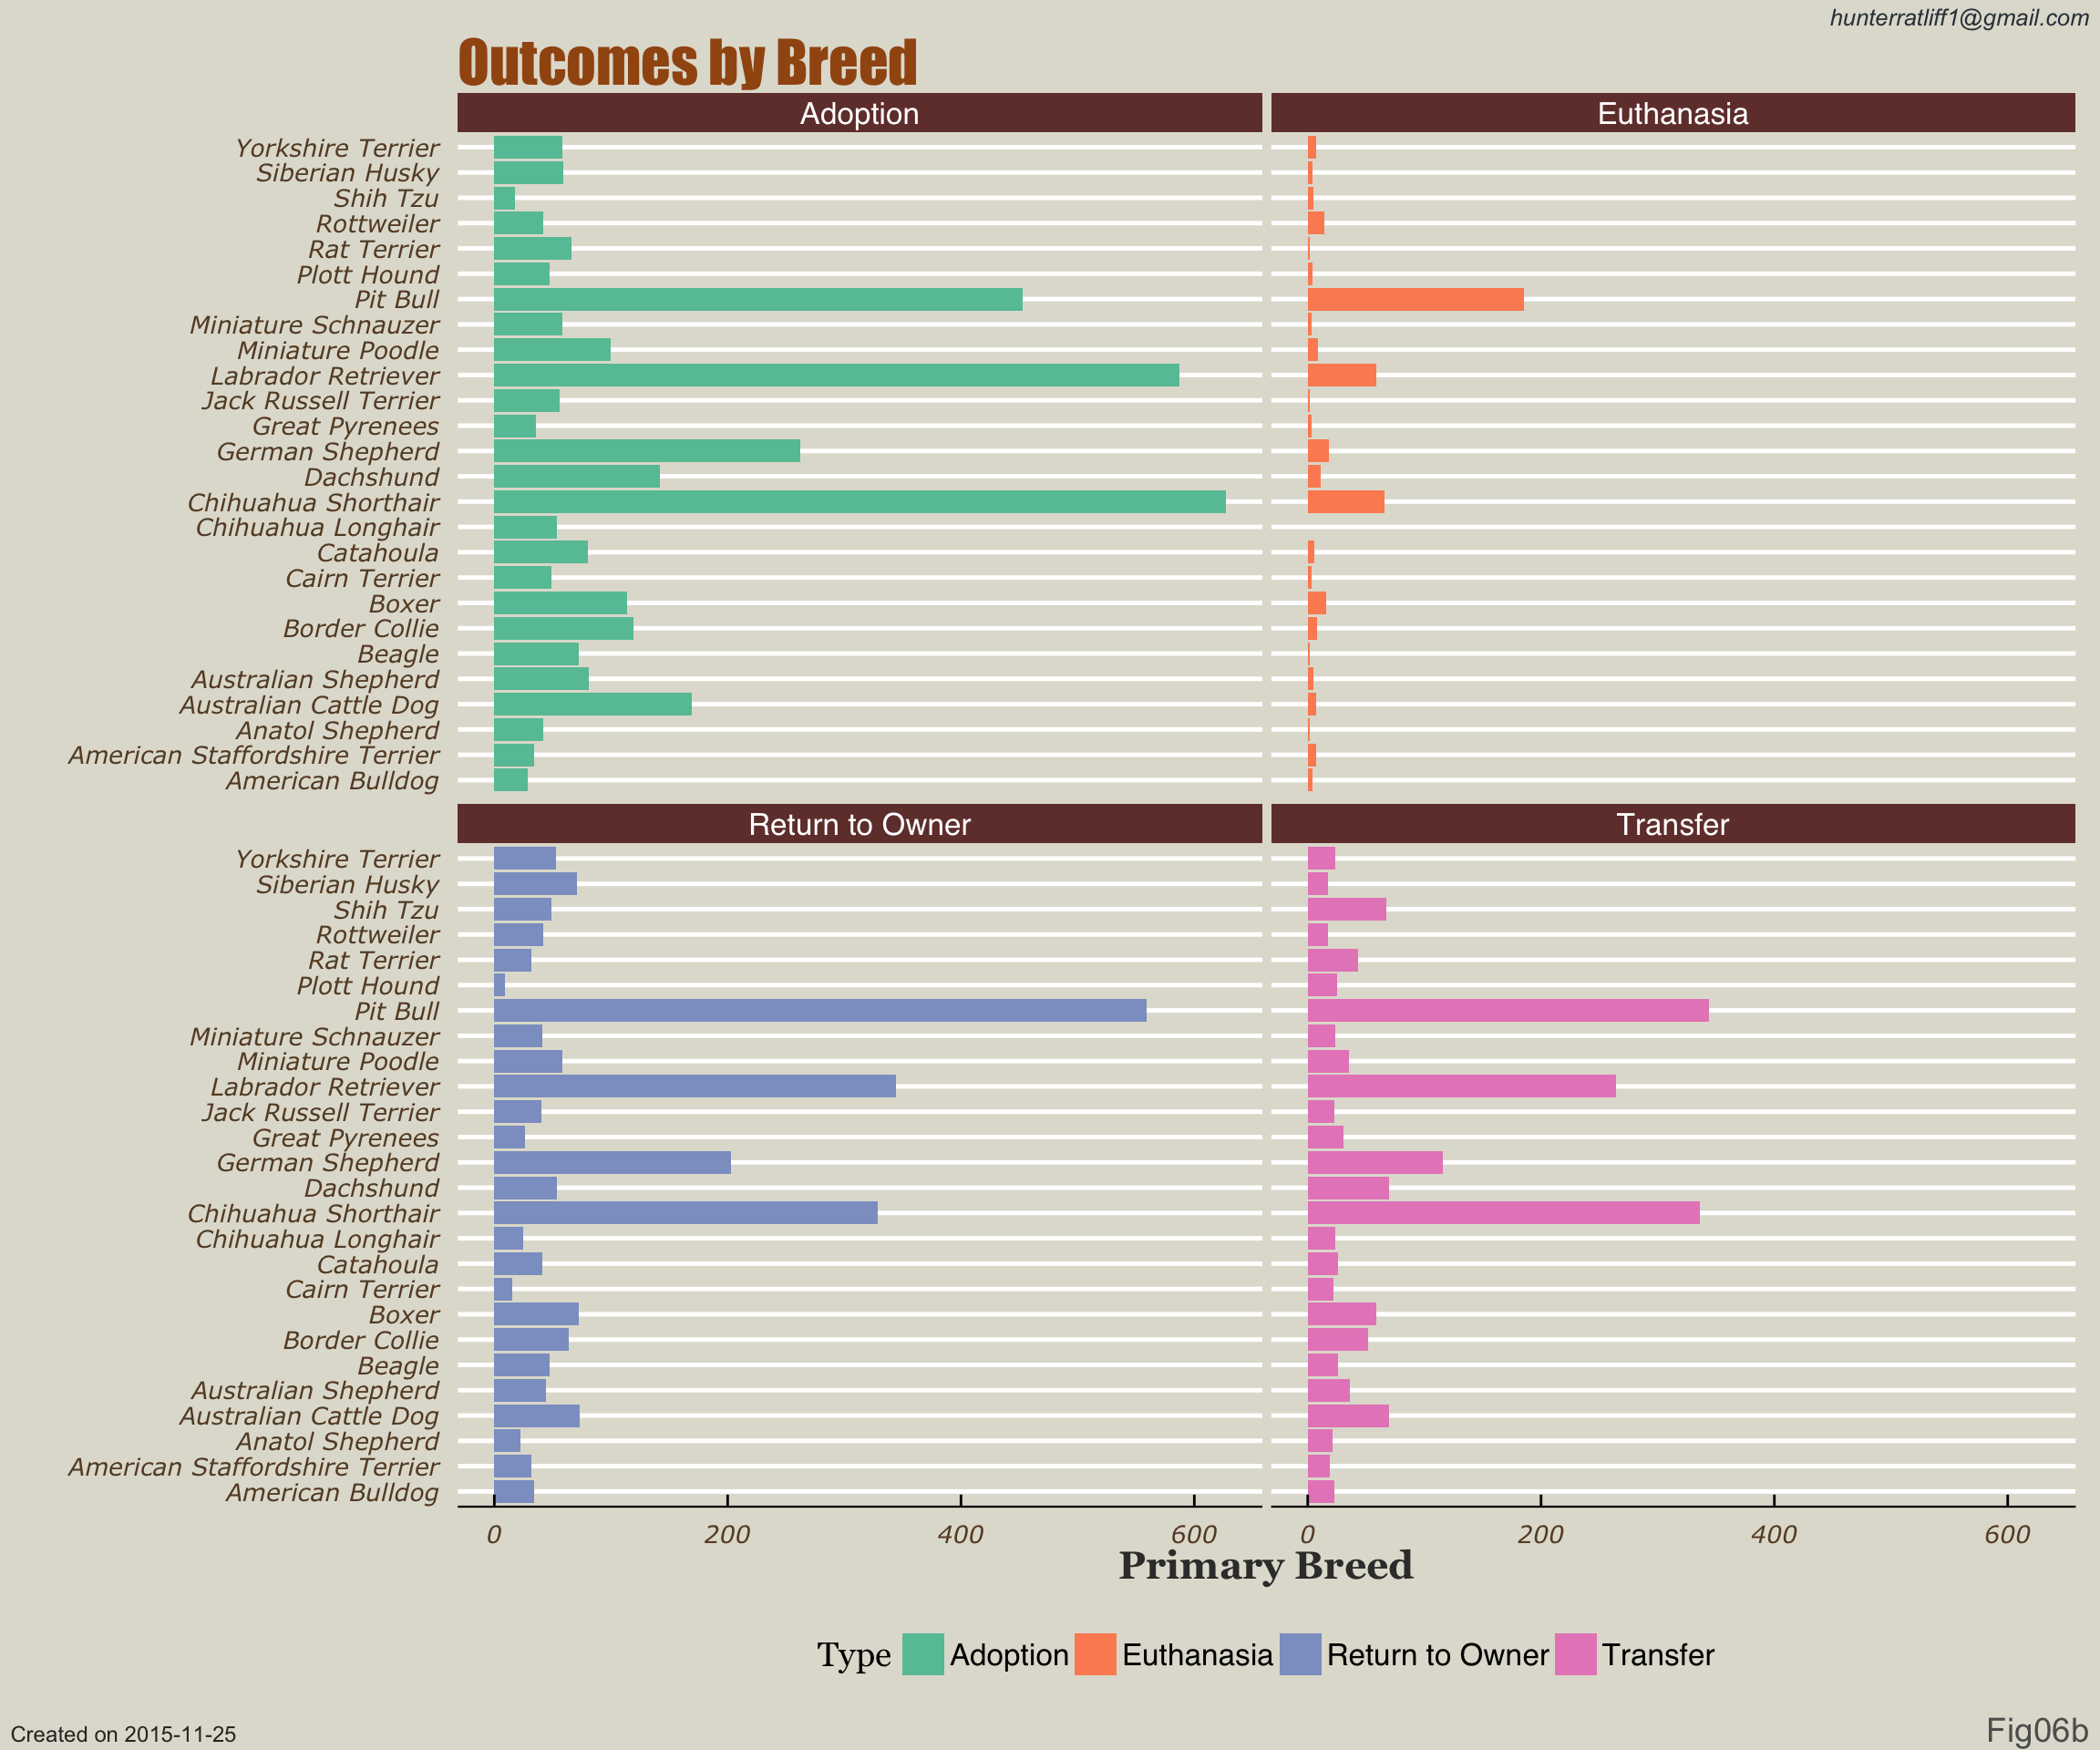 hunterratliff1@gmail.com
Outcomes by Breed
Adoption
Euthanasia
Yorkshire Terrier
Siberian Husky
Shih Tzu
Rottweiler
Rat Terrier
Plott Hound
Pit Bull
Miniature Schnauzer
Miniature Poodle
Labrador Retriever
Jack Russell Terrier
Great Pyrenees
German Shepherd
Dachshund
Chihuahua Shorthair
Chihuahua Longhair
Catahoula
Cairn Terrier
Boxer
Border Collie
Beagle
Australian Shepherd
Australian Cattle Dog
Anatol Shepherd
American Staffordshire Terrier
American Bulldog
Return to Owner
Transfer
Yorkshire Terrier
Siberian Husky
Shih Tzu
Rottweiler
Rat Terrier
Plott Hound
Pit Bull
Miniature Schnauzer
Miniature Poodle
Labrador Retriever
Jack Russell Terrier
Great Pyrenees
German Shepherd
Dachshund
Chihuahua Shorthair
Chihuahua Longhair
Catahoula
Cairn Terrier
Boxer
Border Collie
Beagle
Australian Shepherd
Australian Cattle Dog
Anatol Shepherd
American Staffordshire Terrier
American Bulldog
0 200 400 600 0 200 400 600
Primary Breed
Type Adoption Euthanasia Return to Owner Transfer
Created on 2015-11-25
Fig06b